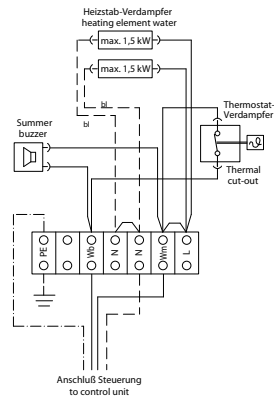 Heizstab-Verdampfer
heating element water
max. 1,5 kW
max. 1,5 kW
bl
bl
Thermostat-
Verdampfer
Summer
buzzer
Thermal
cut-out
PE
Wb
N
N
Wm
L
Anschluß Steuerung
to control unit